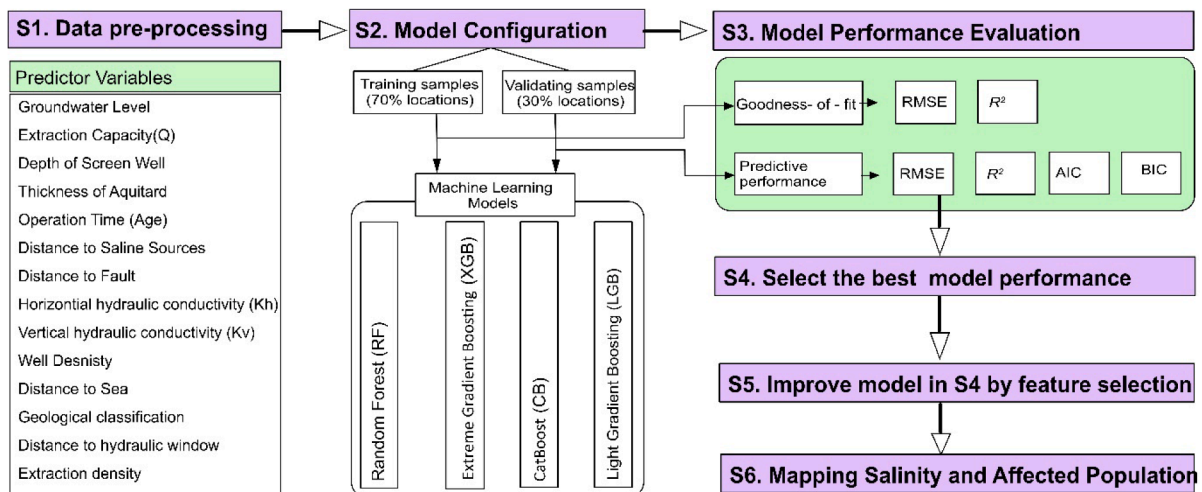 S1. Data pre-processing
S2. Model Configuration
S3. Model Performance Evaluation
Predictor Variables
Groundwater Level
Extraction Capacity(Q)
Depth of Screen Well
Thickness of Aquitard
Operation Time (Age)
Distance to Saline Sources
Distance to Fault
Horizontial hydraulic conductivity (Kh)
Vertical hydraulic conductivity (Kv)
Well Desnisty
Distance to Sea
Geological classification
Distance to hydraulic window
Extraction density
Training samples
(70% locations)
Validating samples
(30% locations)
Machine Learning
Models
Random Forest (RF)
Extreme Gradient Boosting (XGB)
CatBoost (CB)
Light Gradient Boosting (LGB)
Goodness- of - fit
RMSE
R²
Predictive
performance
RMSE
R²
AIC
BIC
S4. Select the best model performance
S5. Improve model in S4 by feature selection
S6. Mapping Salinity and Affected Population